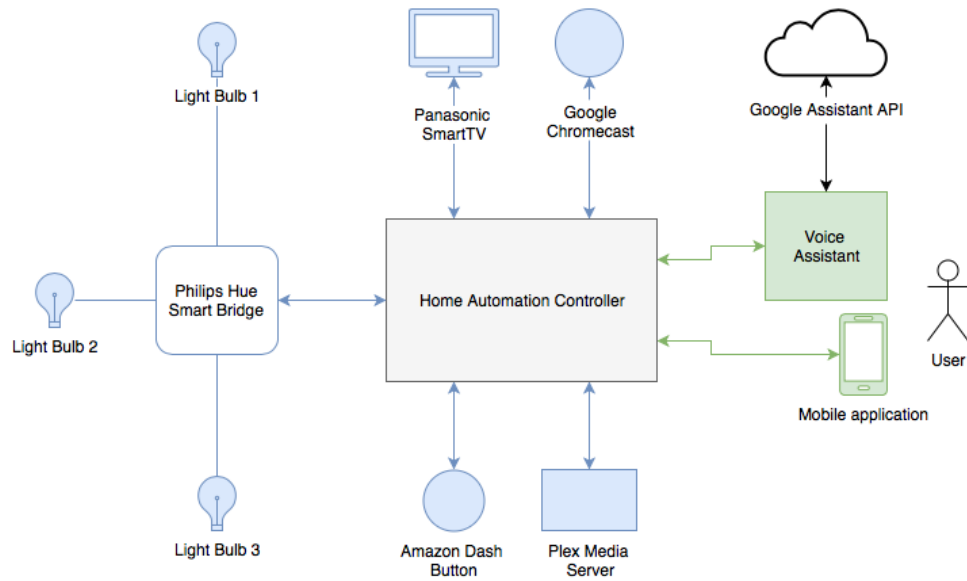 Light Bulb 1
Panasonic
SmartTV
Google
Chromecast
Google Assistant API
Voice
Assistant
Philips Hue
Smart Bridge
Home Automation Controller
Light Bulb 2
User
Mobile application
Light Bulb 3
Amazon Dash
Button
Plex Media
Server